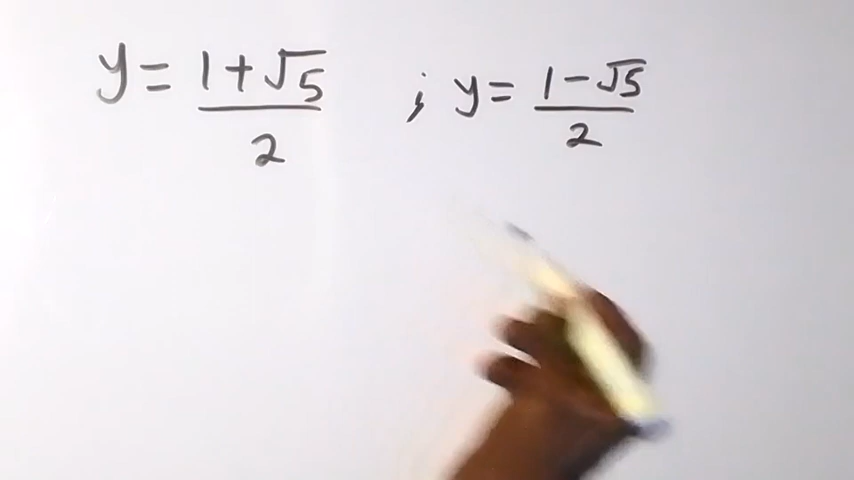 y = (1 + √5)/2 ; y = (1 - √5)/2